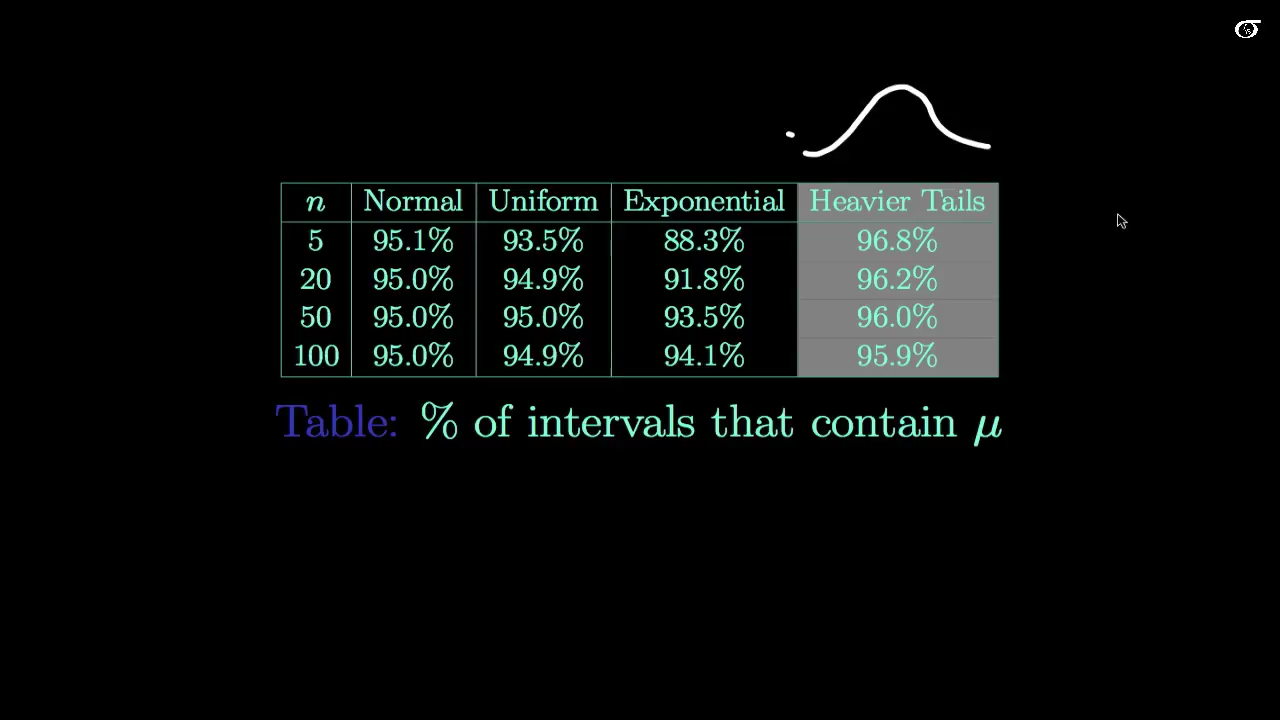 n Normal Uniform Exponential Heavier Tails
5 95.1% 93.5% 88.3% 96.8%
20 95.0% 94.9% 91.8% 96.2%
50 95.0% 95.0% 93.5% 96.0%
100 95.0% 94.9% 94.1% 95.9%
Table: % of intervals that contain μ